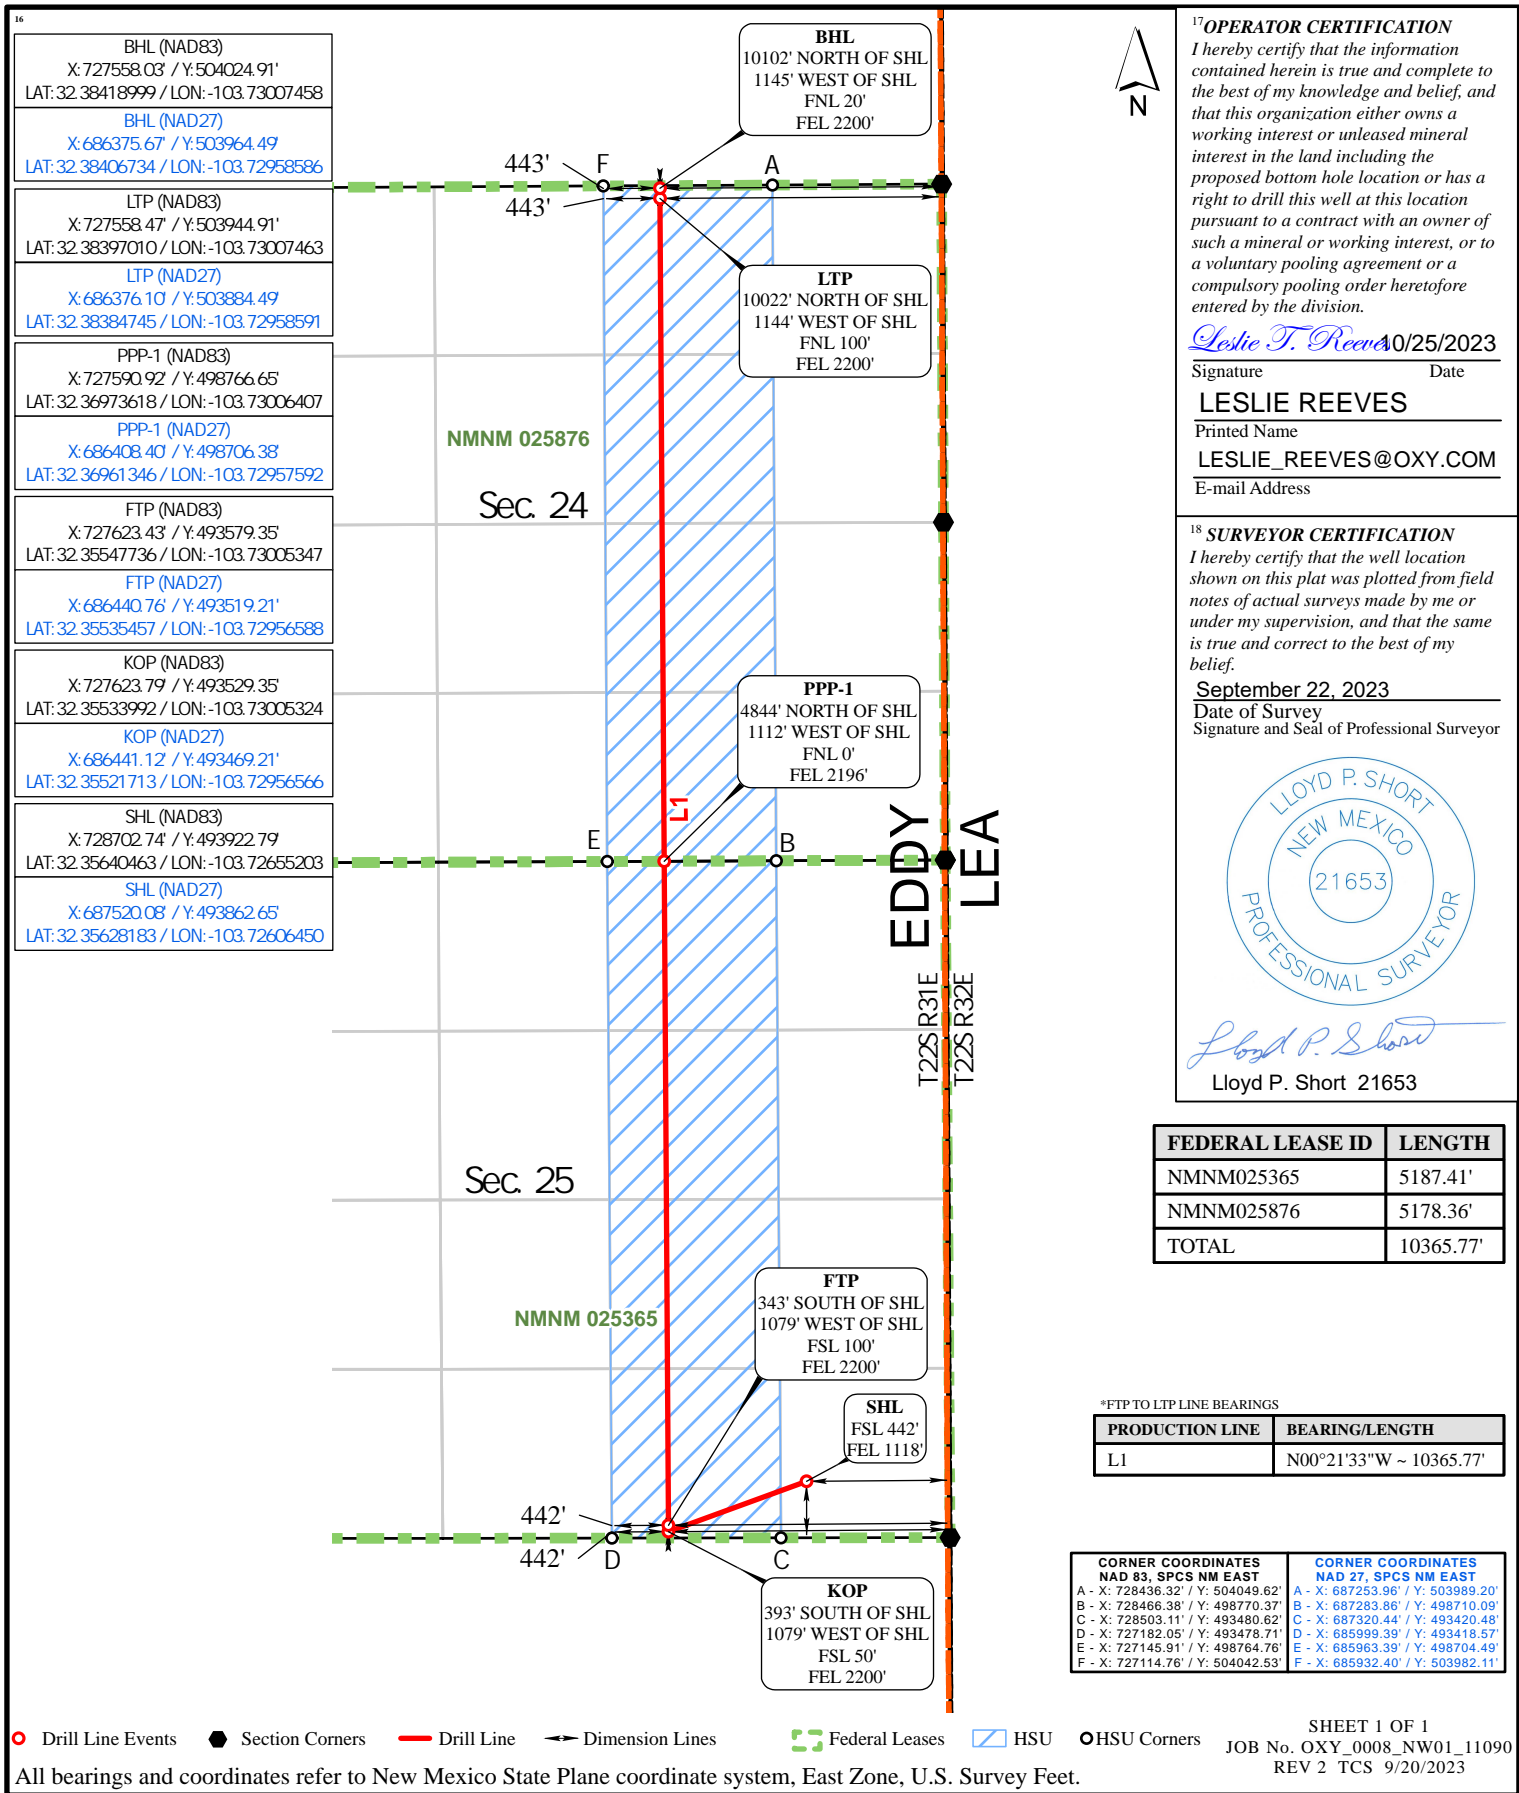 16
BHL (NAD83)
X: 727558.03' / Y: 504024.91'
LAT: 32.38418999 / LON: -103.73007458
BHL (NAD27)
X: 686375.67' / Y: 503964.49'
LAT: 32.38406734 / LON: -103.72958586
LTP (NAD83)
X: 727558.47' / Y: 503944.91'
LAT: 32.38397010 / LON: -103.73007463
LTP (NAD27)
X: 686376.10' / Y: 503884.49'
LAT: 32.38384745 / LON: -103.72958591
PPP-1 (NAD83)
X: 727590.92' / Y: 498766.65'
LAT: 32.36973618 / LON: -103.73006407
PPP-1 (NAD27)
X: 686408.40' / Y: 498706.38'
LAT: 32.36961346 / LON: -103.72957592
FTP (NAD83)
X: 727623.43' / Y: 493579.35'
LAT: 32.35547736 / LON: -103.73005347
FTP (NAD27)
X: 686440.76' / Y: 493519.21'
LAT: 32.35535457 / LON: -103.72956588
KOP (NAD83)
X: 727623.79' / Y: 493529.35'
LAT: 32.35533992 / LON: -103.73005324
KOP (NAD27)
X: 686441.12' / Y: 493469.21'
LAT: 32.35521713 / LON: -103.72956566
SHL (NAD83)
X: 728702.74' / Y: 493922.79'
LAT: 32.35640463 / LON: -103.72655203
SHL (NAD27)
X: 687520.08' / Y: 493862.65'
LAT: 32.35628183 / LON: -103.72606450
BHL
10102' NORTH OF SHL
1145' WEST OF SHL
FNL 20'
FEL 2200'
N
443'
F
A
443'
LTP
10022' NORTH OF SHL
1144' WEST OF SHL
FNL 100'
FEL 2200'
NMNM 025876
Sec. 24
PPP-1
4844' NORTH OF SHL
1112' WEST OF SHL
FNL 0'
FEL 2196'
L1
E
B
EDDY
LEA
T22S R31E
T22S R32E
Sec. 25
NMNM 025365
FTP
343' SOUTH OF SHL
1079' WEST OF SHL
FSL 100'
FEL 2200'
SHL
FSL 442'
FEL 1118'
442'
442'
D
C
KOP
393' SOUTH OF SHL
1079' WEST OF SHL
FSL 50'
FEL 2200'
17 OPERATOR CERTIFICATION
I hereby certify that the information
contained herein is true and complete to
the best of my knowledge and belief, and
that this organization either owns a
working interest or unleased mineral
interest in the land including the
proposed bottom hole location or has a
right to drill this well at this location
pursuant to a contract with an owner of
such a mineral or working interest, or to
a voluntary pooling agreement or a
compulsory pooling order heretofore
entered by the division.
Leslie T. Reeves 10/25/2023
Signature Date
LESLIE REEVES
Printed Name
LESLIE_REEVES@OXY.COM
E-mail Address
18 SURVEYOR CERTIFICATION
I hereby certify that the well location
shown on this plat was plotted from field
notes of actual surveys made by me or
under my supervision, and that the same
is true and correct to the best of my
belief.
September 22, 2023
Date of Survey
Signature and Seal of Professional Surveyor
LLOYD P. SHORT
NEW MEXICO
21653
PROFESSIONAL SURVEYOR
Lloyd P. Short
Lloyd P. Short 21653
FEDERAL LEASE ID LENGTH
NMNM025365 5187.41'
NMNM025876 5178.36'
TOTAL 10365.77'
*FTP TO LTP LINE BEARINGS
PRODUCTION LINE BEARING/LENGTH
L1 N00°21'33"W ~ 10365.77'
CORNER COORDINATES
NAD 83, SPCS NM EAST
A - X: 728436.32' / Y: 504049.62'
B - X: 728466.38' / Y: 498770.37'
C - X: 728503.11' / Y: 493480.62'
D - X: 727182.05' / Y: 493478.71'
E - X: 727145.91' / Y: 498764.76'
F - X: 727114.76' / Y: 504042.53'
CORNER COORDINATES
NAD 27, SPCS NM EAST
A - X: 687253.96' / Y: 503989.20'
B - X: 687283.86' / Y: 498710.09'
C - X: 687320.44' / Y: 493420.48'
D - X: 685999.39' / Y: 493418.57'
E - X: 685963.39' / Y: 498704.49'
F - X: 685932.40' / Y: 503982.11'
Drill Line Events Section Corners Drill Line Dimension Lines Federal Leases HSU HSU Corners
All bearings and coordinates refer to New Mexico State Plane coordinate system, East Zone, U.S. Survey Feet.
SHEET 1 OF 1
JOB No. OXY_0008_NW01_11090
REV 2 TCS 9/20/2023